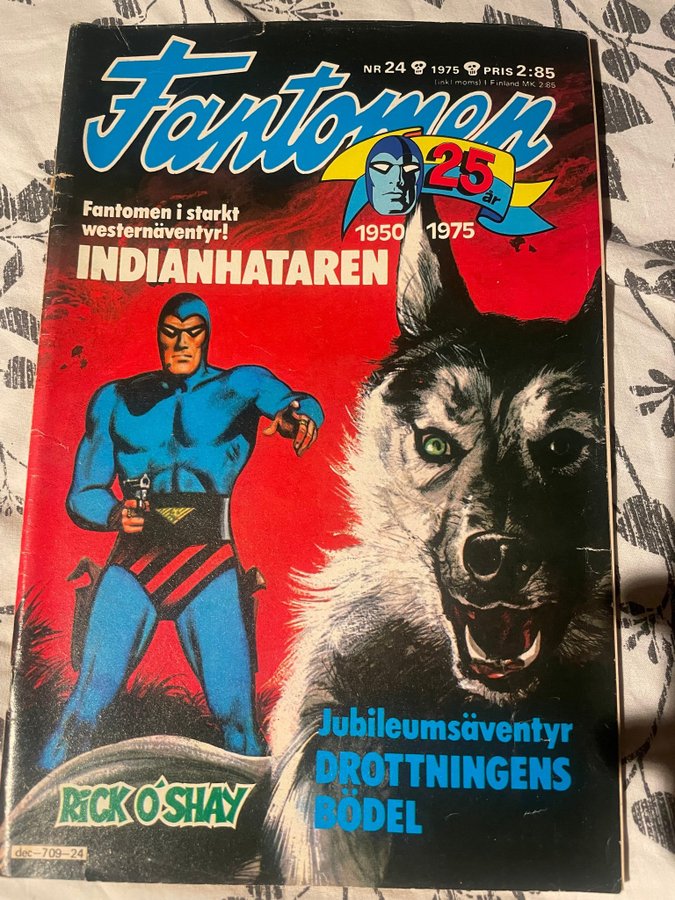 NR 24 1975 PRIS 2:85
(inkl moms) I Finland MK 2:85
Fantomen
25
år
1950 1975
Fantomen i starkt
westernäventyr!
INDIANHATAREN
Jubileumsäventyr
DROTTNINGENS
BÖDEL
RICK O'SHAY
dec-709-24